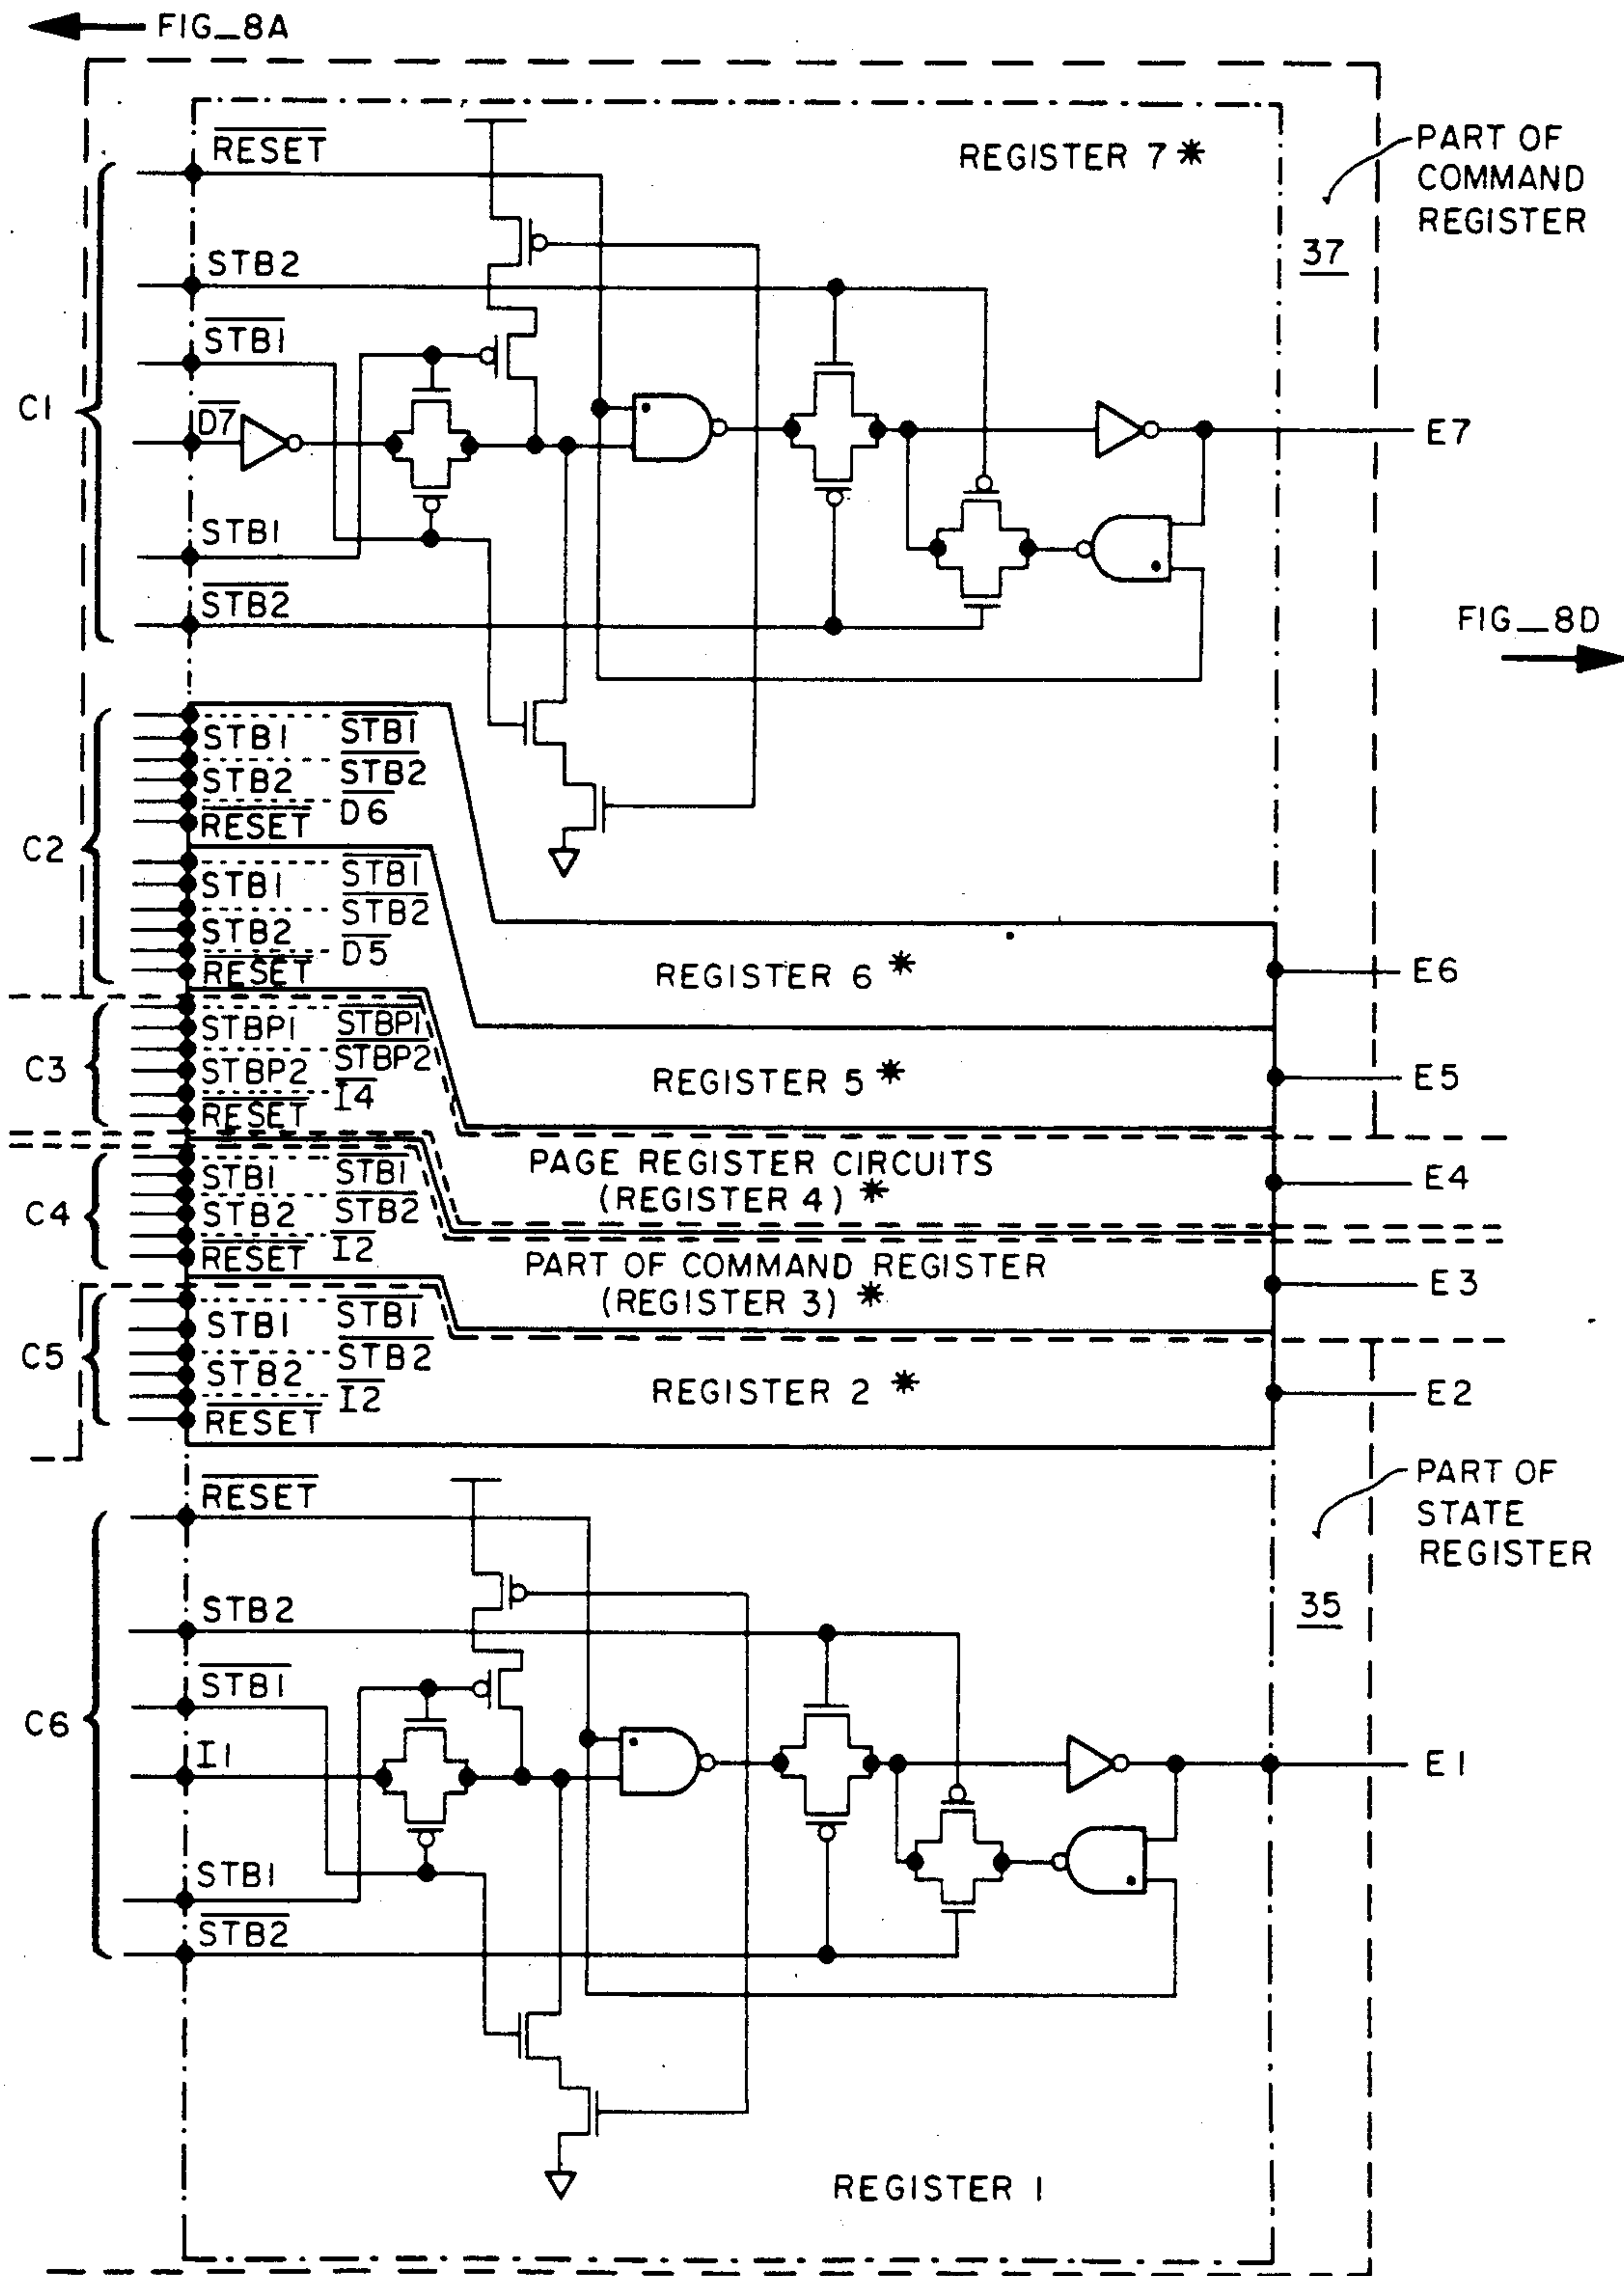 FIG_8A
RESET
REGISTER 7*
PART OF
COMMAND
REGISTER
37
STB2
STB1
C1
D7
E7
STB1
STB2
FIG_8D
C2
STB1 STB1
STB2 STB2
RESET D6
STB1 STB1
STB2 STB2
RESET D5
REGISTER 6*
E6
C3
STBP1 STBP1
STBP2 STBP2
RESET I4
REGISTER 5*
E5
C4
STB1 STB1
STB2 STB2
RESET I2
PAGE REGISTER CIRCUITS
(REGISTER 4)*
E4
PART OF COMMAND REGISTER
(REGISTER 3)*
E3
C5
STB1 STB1
STB2 STB2
RESET I2
REGISTER 2*
E2
RESET
PART OF
STATE
REGISTER
35
STB2
STB1
C6
I1
E1
STB1
STB2
REGISTER 1